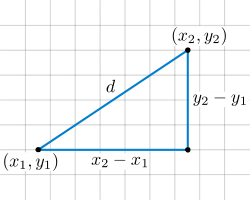 (x₂, y₂)
d
y₂ − y₁
(x₁, y₁)
x₂ − x₁